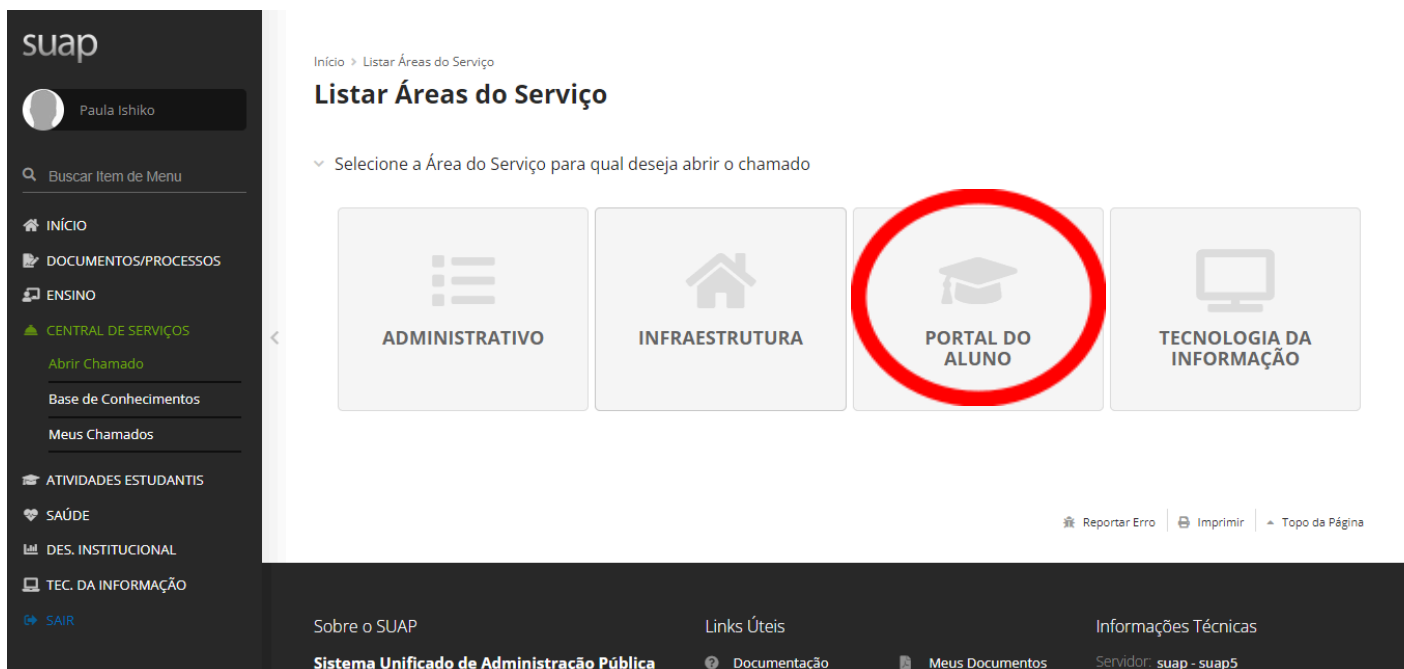 suap
Paula Ishiko
Buscar Item de Menu
INÍCIO
DOCUMENTOS/PROCESSOS
ENSINO
CENTRAL DE SERVIÇOS
Abrir Chamado
Base de Conhecimentos
Meus Chamados
ATIVIDADES ESTUDANTIS
SAÚDE
DES. INSTITUCIONAL
TEC. DA INFORMAÇÃO
SAIR
Início > Listar Áreas do Serviço
Listar Áreas do Serviço
Selecione a Área do Serviço para qual deseja abrir o chamado
ADMINISTRATIVO
INFRAESTRUTURA
PORTAL DO
ALUNO
TECNOLOGIA DA
INFORMAÇÃO
Reportar Erro
Imprimir
Topo da Página
Sobre o SUAP
Sistema Unificado de Administração Pública
Links Úteis
Documentação
Meus Documentos
Informações Técnicas
Servidor: suap - suap5